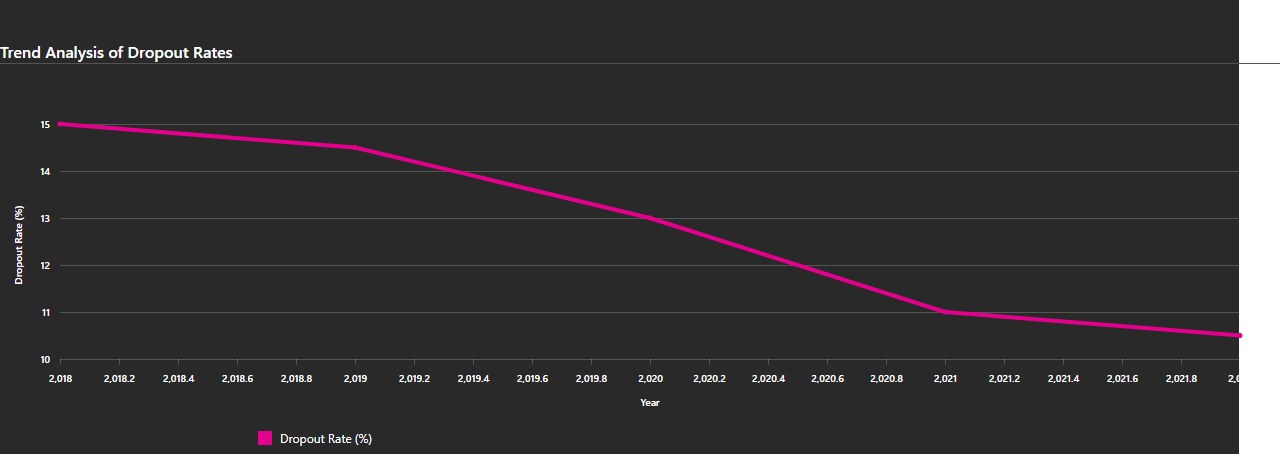 Trend Analysis of Dropout Rates
15
14
13
12
11
10
Dropout Rate (%)
2,018 2,018.2 2,018.4 2,018.6 2,018.8 2,019 2,019.2 2,019.4 2,019.6 2,019.8 2,020 2,020.2 2,020.4 2,020.6 2,020.8 2,021 2,021.2 2,021.4 2,021.6 2,021.8
Year
Dropout Rate (%)